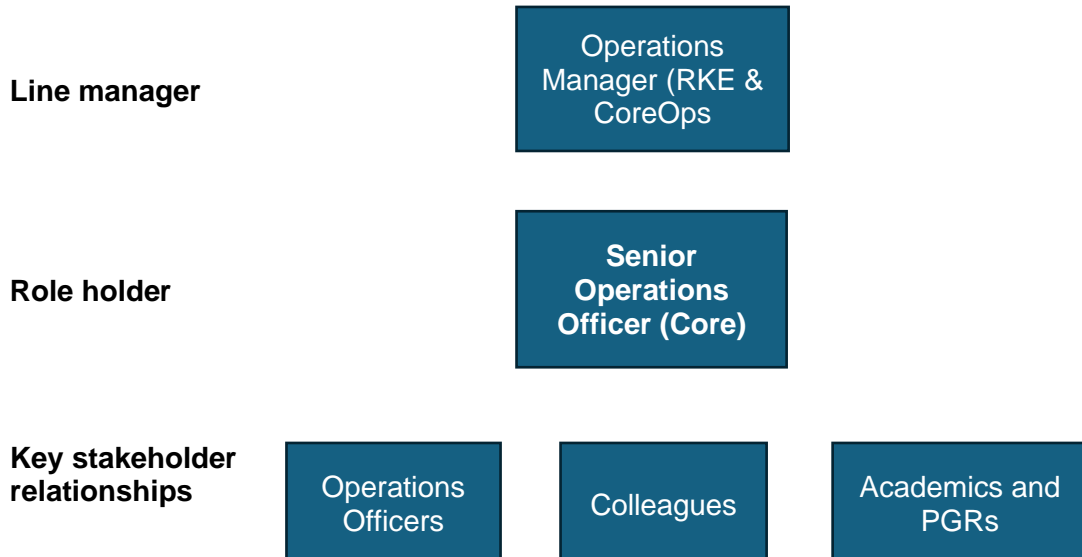 Line manager
Operations
Manager (RKE &
CoreOps
Role holder
Senior
Operations
Officer (Core)
Key stakeholder
relationships
Operations
Officers
Colleagues
Academics and
PGRs